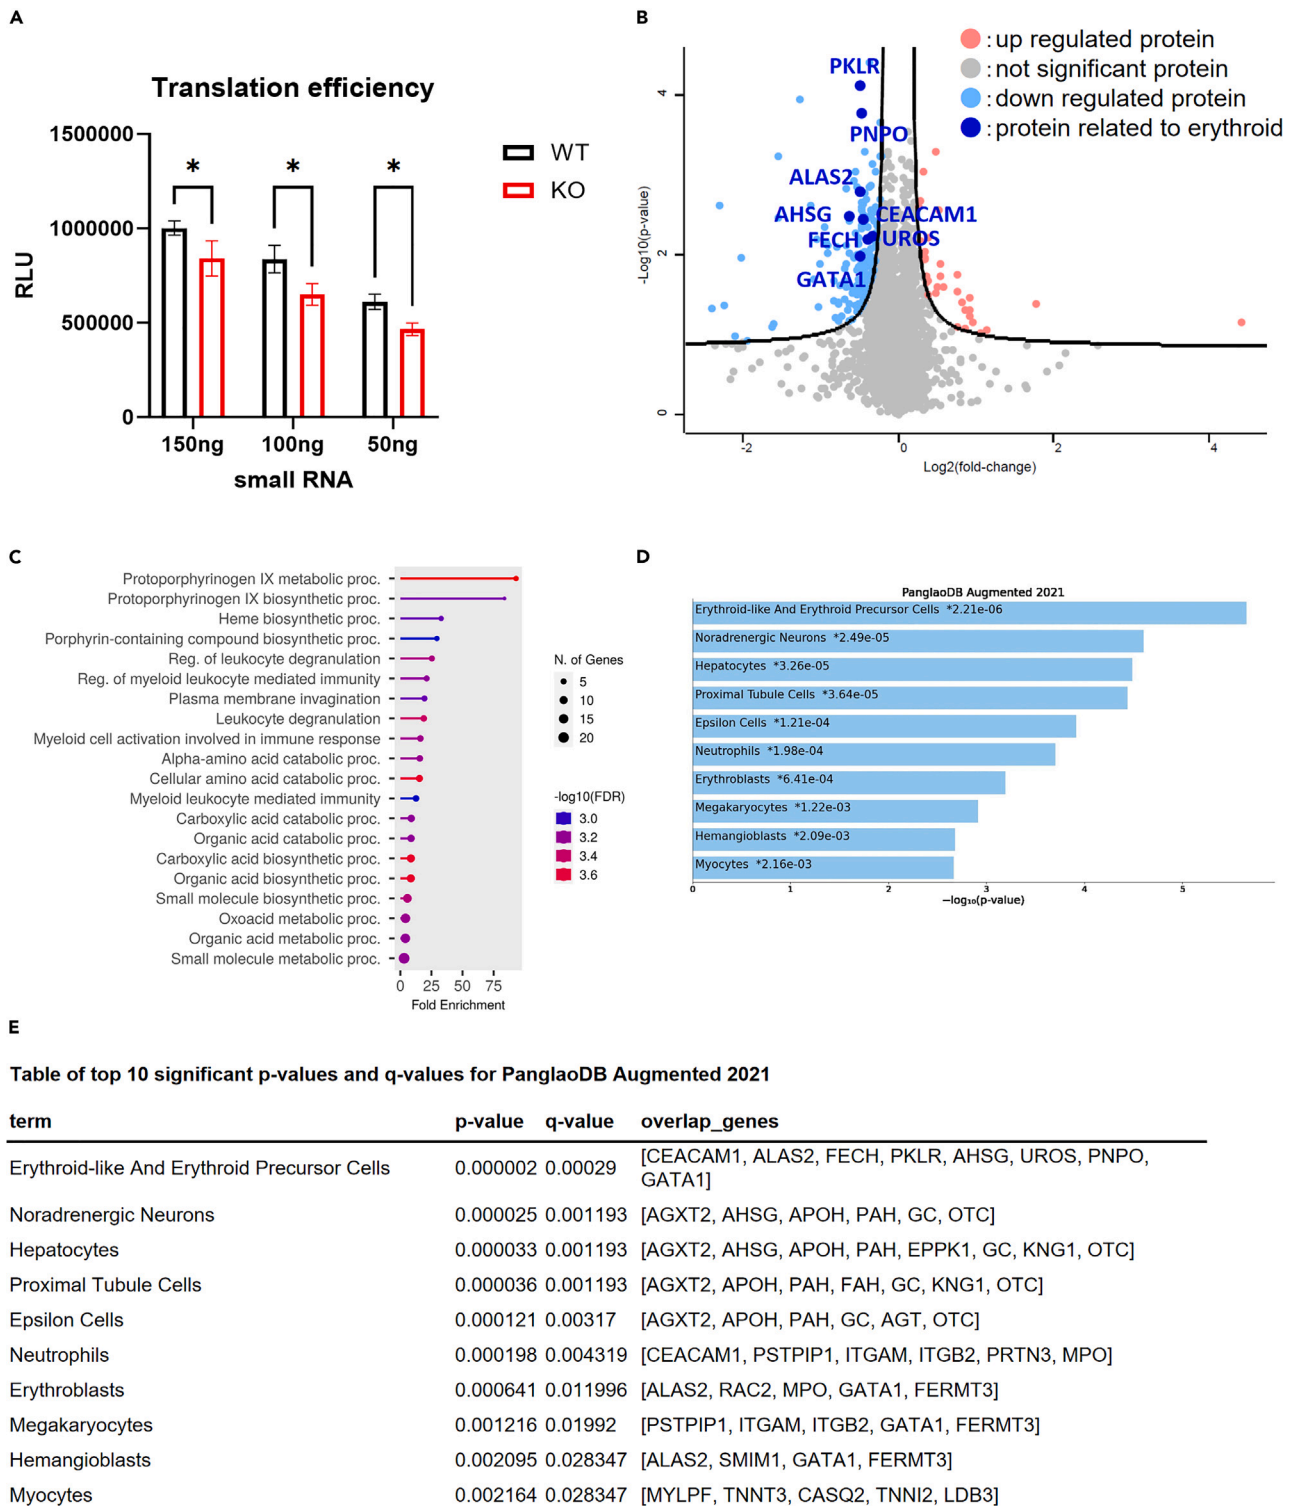 A
Translation efficiency
1500000
1000000
500000
0
RLU
* * *
WT
KO
150ng 100ng 50ng
small RNA
B
: up regulated protein
: not significant protein
: down regulated protein
: protein related to erythroid
PKLR
PNPO
ALAS2
AHSG CEACAM1
FECH UROS
GATA1
-Log10(p-value)
4
2
0
-2 0 2 4
Log2(fold-change)
C
Protoporphyrinogen IX metabolic proc.
Protoporphyrinogen IX biosynthetic proc.
Heme biosynthetic proc.
Porphyrin-containing compound biosynthetic proc.
Reg. of leukocyte degranulation
Reg. of myeloid leukocyte mediated immunity
Plasma membrane invagination
Leukocyte degranulation
Myeloid cell activation involved in immune response
Alpha-amino acid catabolic proc.
Cellular amino acid catabolic proc.
Myeloid leukocyte mediated immunity
Carboxylic acid catabolic proc.
Organic acid catabolic proc.
Carboxylic acid biosynthetic proc.
Organic acid biosynthetic proc.
Small molecule biosynthetic proc.
Oxoacid metabolic proc.
Organic acid metabolic proc.
Small molecule metabolic proc.
0 25 50 75
Fold Enrichment
N. of Genes
5
10
15
20
-log10(FDR)
3.0
3.2
3.4
3.6
D
PanglaoDB Augmented 2021
Erythroid-like And Erythroid Precursor Cells *2.21e-06
Noradrenergic Neurons *2.49e-05
Hepatocytes *3.26e-05
Proximal Tubule Cells *3.64e-05
Epsilon Cells *1.21e-04
Neutrophils *1.98e-04
Erythroblasts *6.41e-04
Megakaryocytes *1.22e-03
Hemangioblasts *2.09e-03
Myocytes *2.16e-03
0 1 2 3 4 5
−log₁₀(p-value)
E
Table of top 10 significant p-values and q-values for PanglaoDB Augmented 2021
term p-value q-value overlap_genes
Erythroid-like And Erythroid Precursor Cells 0.000002 0.00029 [CEACAM1, ALAS2, FECH, PKLR, AHSG, UROS, PNPO,
GATA1]
Noradrenergic Neurons 0.000025 0.001193 [AGXT2, AHSG, APOH, PAH, GC, OTC]
Hepatocytes 0.000033 0.001193 [AGXT2, AHSG, APOH, PAH, EPPK1, GC, KNG1, OTC]
Proximal Tubule Cells 0.000036 0.001193 [AGXT2, APOH, PAH, FAH, GC, KNG1, OTC]
Epsilon Cells 0.000121 0.00317 [AGXT2, APOH, PAH, GC, AGT, OTC]
Neutrophils 0.000198 0.004319 [CEACAM1, PSTPIP1, ITGAM, ITGB2, PRTN3, MPO]
Erythroblasts 0.000641 0.011996 [ALAS2, RAC2, MPO, GATA1, FERMT3]
Megakaryocytes 0.001216 0.01992 [PSTPIP1, ITGAM, ITGB2, GATA1, FERMT3]
Hemangioblasts 0.002095 0.028347 [ALAS2, SMIM1, GATA1, FERMT3]
Myocytes 0.002164 0.028347 [MYLPF, TNNT3, CASQ2, TNNI2, LDB3]